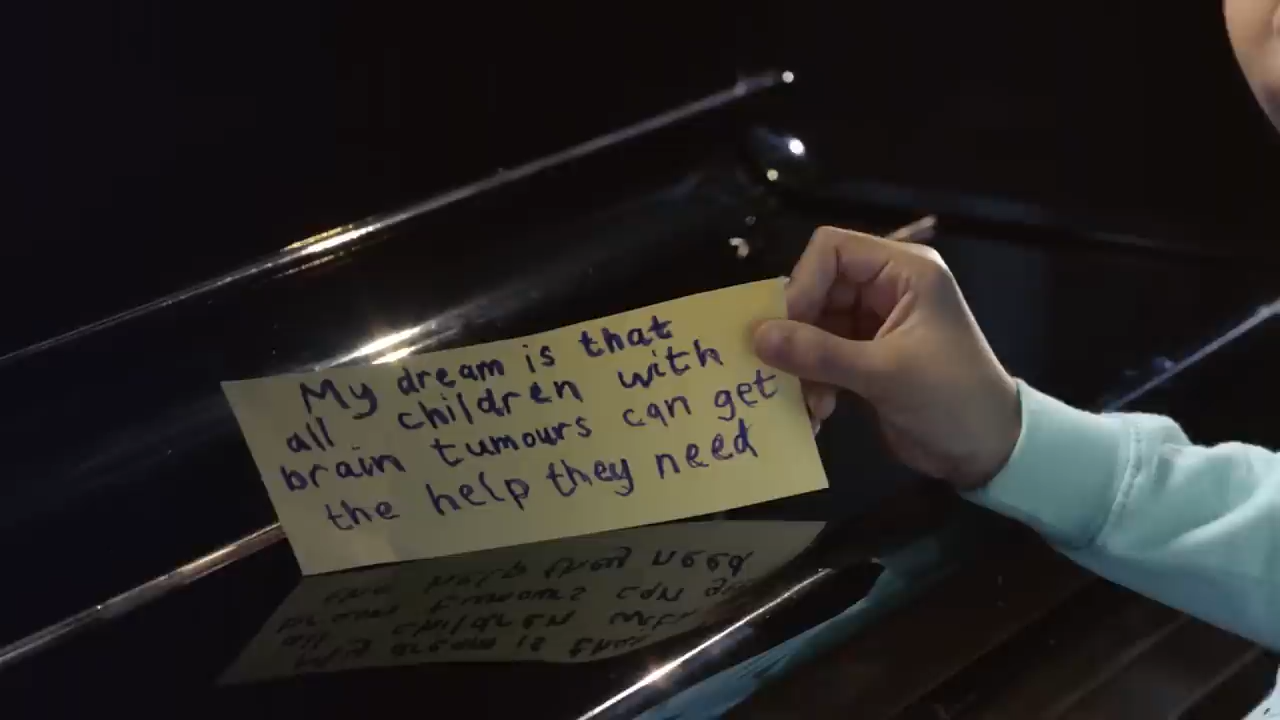 My dream is that
all children with
brain tumours can get
the help they need